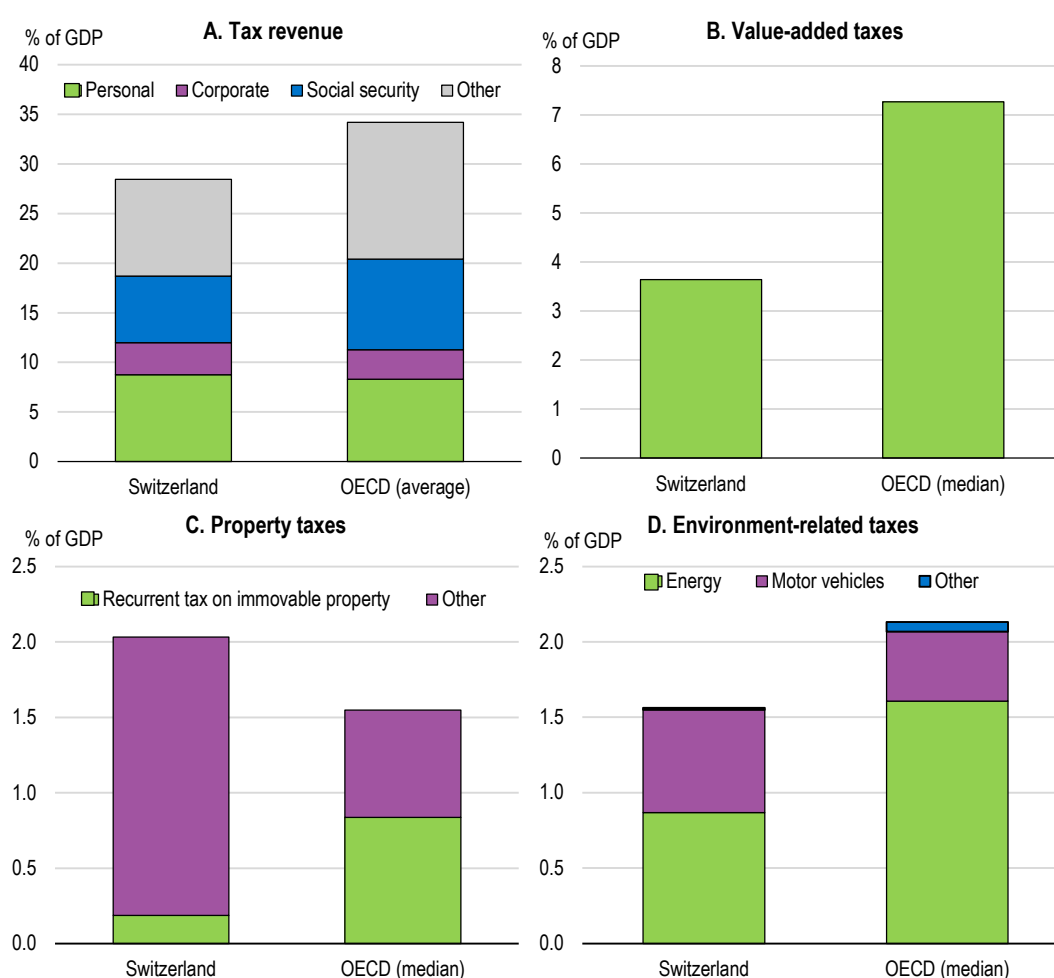 A. Tax revenue
% of GDP
40
Personal Corporate Social security Other
35
30
25
20
15
10
5
0
Switzerland OECD (average)
B. Value-added taxes
% of GDP
8
7
6
5
4
3
2
1
0
Switzerland OECD (median)
C. Property taxes
% of GDP
2.5
Recurrent tax on immovable property Other
2.0
1.5
1.0
0.5
0.0
Switzerland OECD (median)
D. Environment-related taxes
% of GDP
2.5
Energy Motor vehicles Other
2.0
1.5
1.0
0.5
0.0
Switzerland OECD (median)